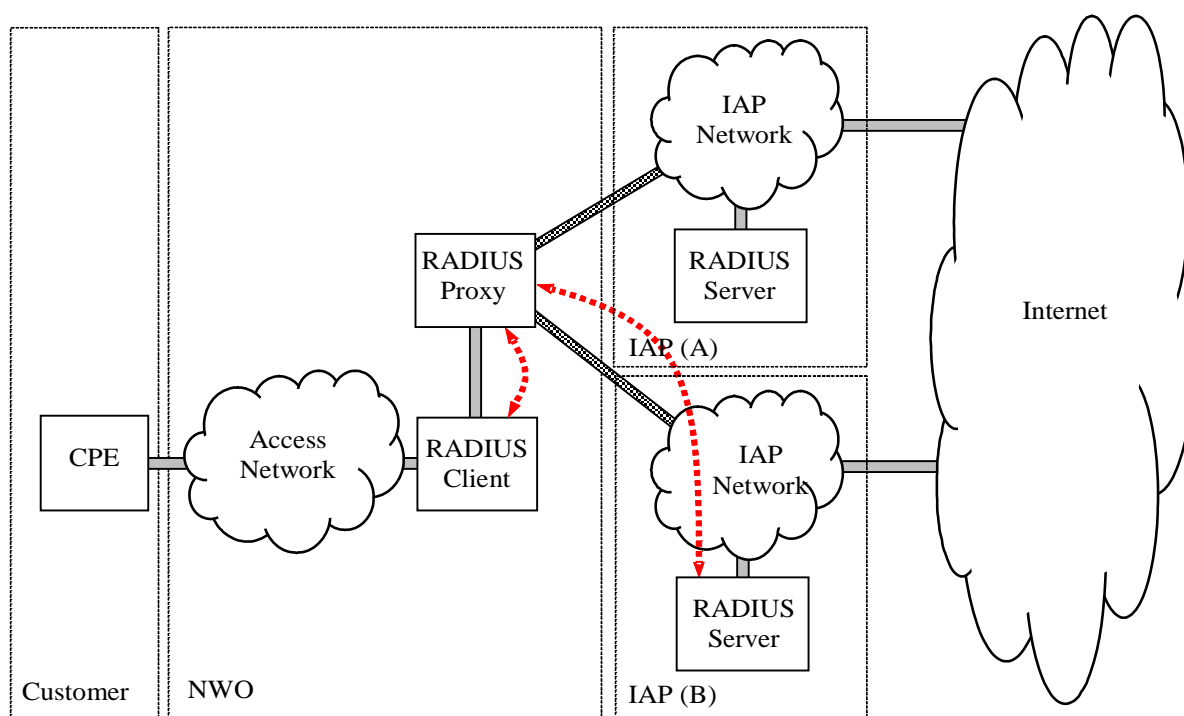 IAP
Network
RADIUS
Proxy
RADIUS
Server
Internet
IAP (A)
CPE
Access
Network
RADIUS
Client
IAP
Network
RADIUS
Server
Customer
NWO
IAP (B)